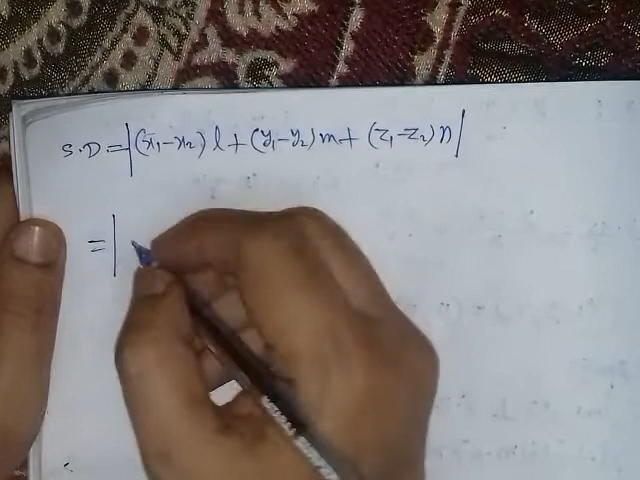 S.D. = |(x₁-x₂) l + (y₁-y₂) m + (z₁-z₂) n|
= |